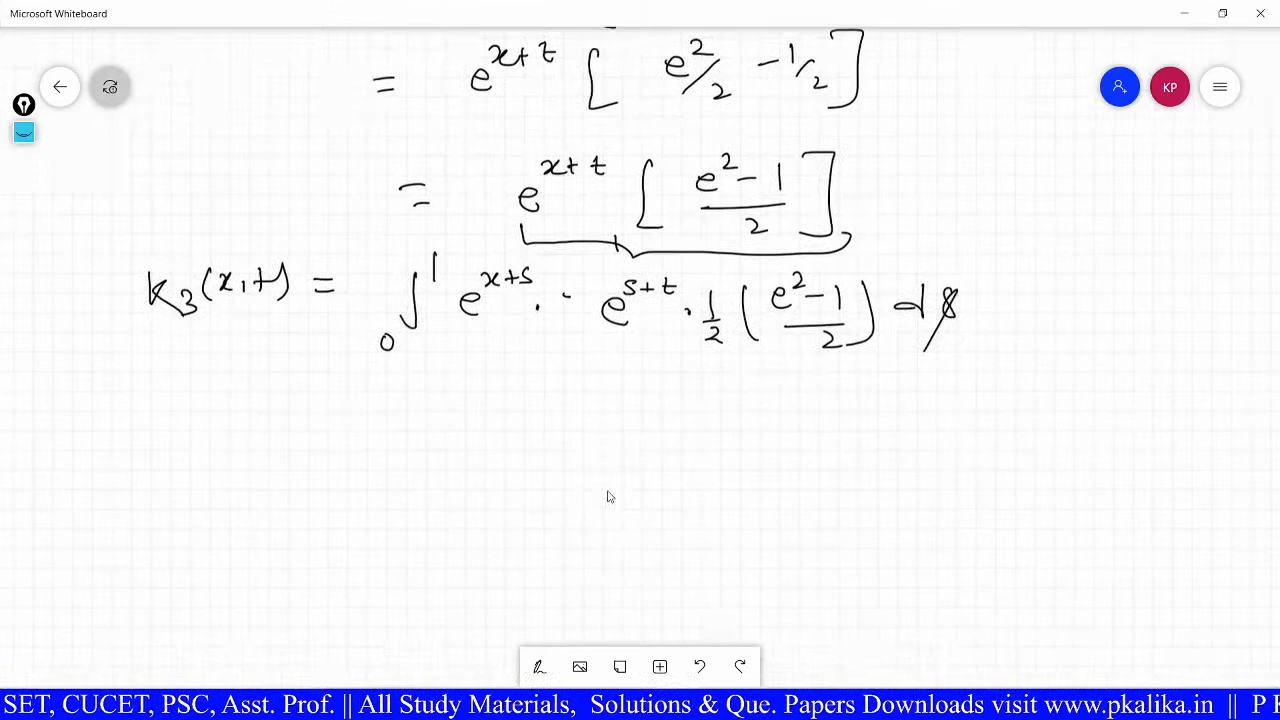 Microsoft Whiteboard
= e^{x+t} [ e^2/2 - 1/2 ]
KP
= e^{x+t} [ (e^2 - 1)/2 ]
K_3(x,t) = ∫_0^1 e^{x+s} . . e^{s+t} . 1/2 ( (e^2 - 1)/2 ) ds
SET, CUCET, PSC, Asst. Prof. || All Study Materials, Solutions & Que. Papers Downloads visit www.pkalika.in || P